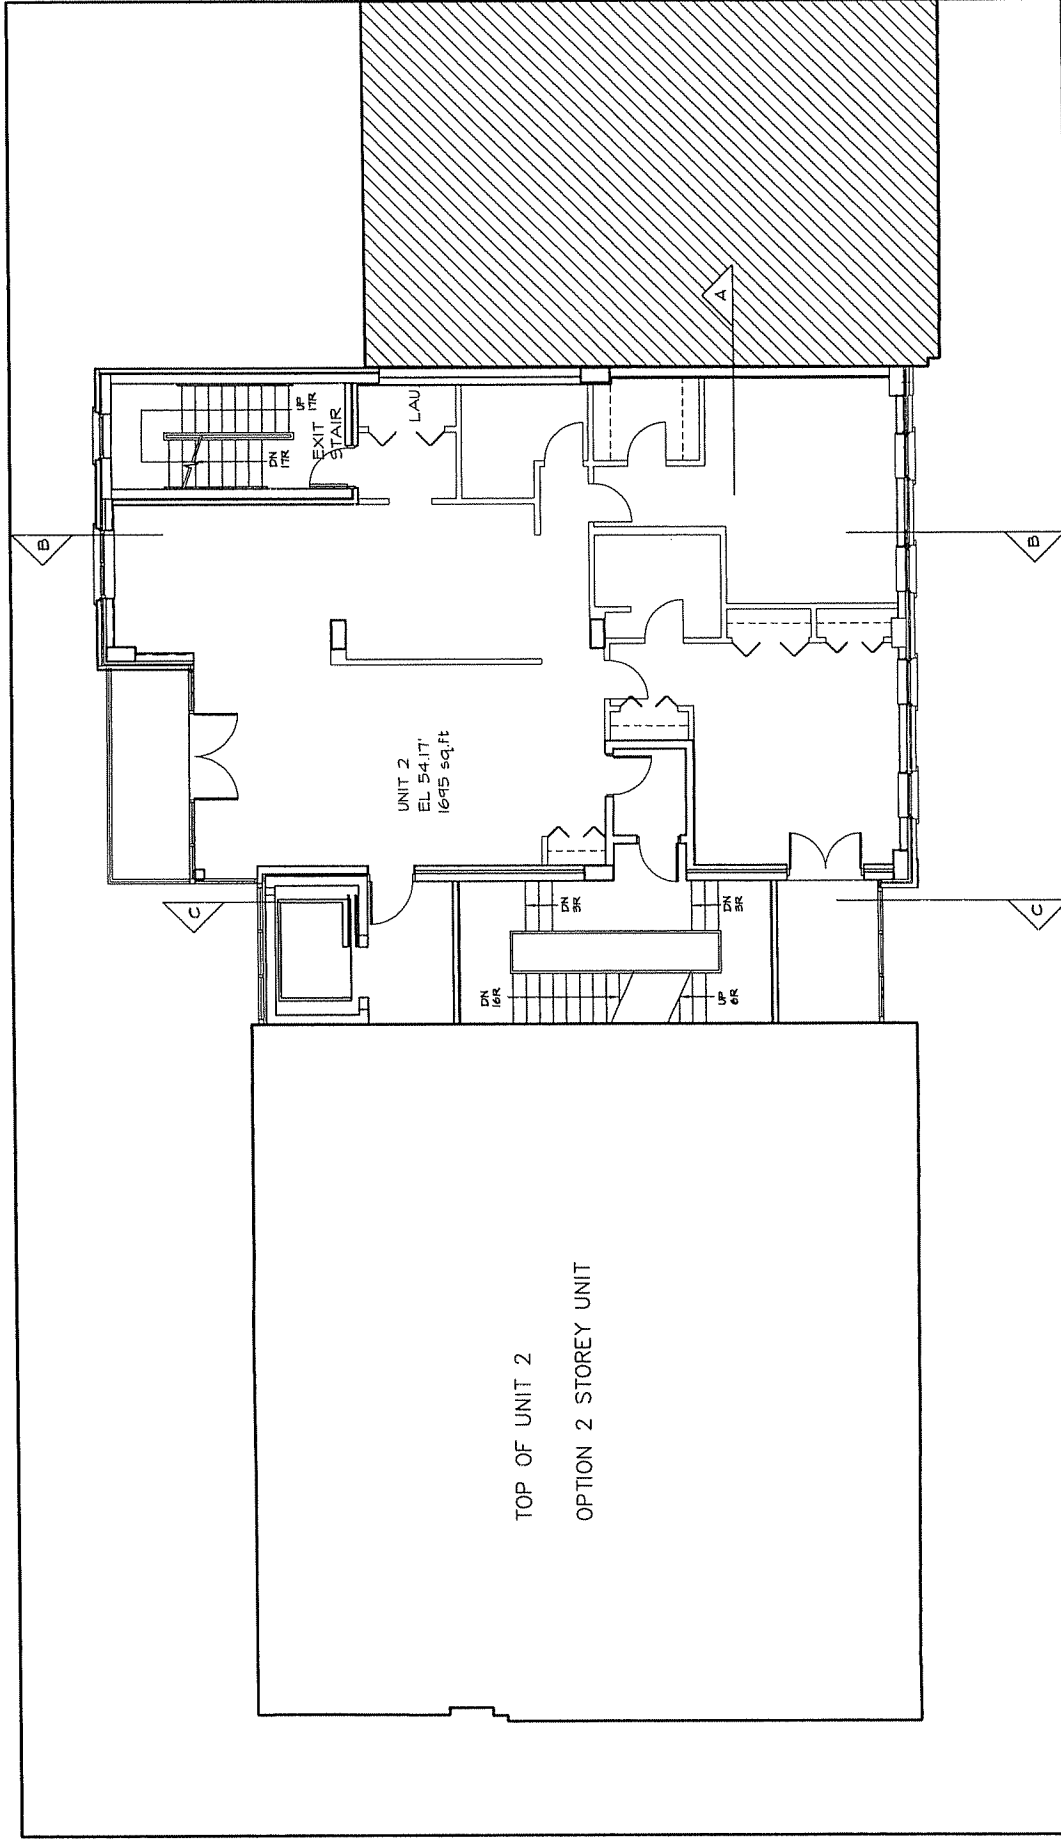 B
UP
17R
DN
17R
EXIT
STAIR
LAU
A
B
UNIT 2
EL 54.17'
1695 sq.ft
C
DN
3R
DN
3R
C
DN
16R
UP
6R
TOP OF UNIT 2
OPTION 2 STOREY UNIT